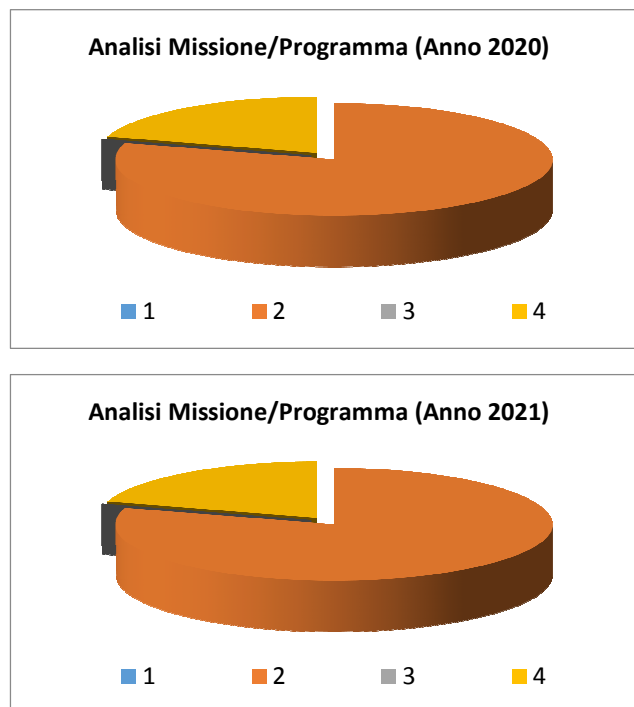 Analisi Missione/Programma (Anno 2020)
1 2 3 4
Analisi Missione/Programma (Anno 2021)
1 2 3 4